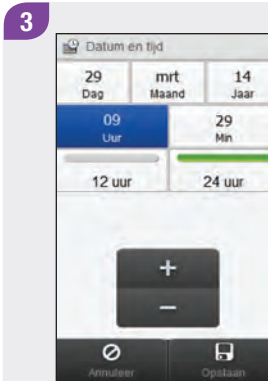 3
Datum en tijd
29 mrt 14
Dag Maand Jaar
09 29
Uur Min
12 uur 24 uur
+
−
Annuleer Opslaan